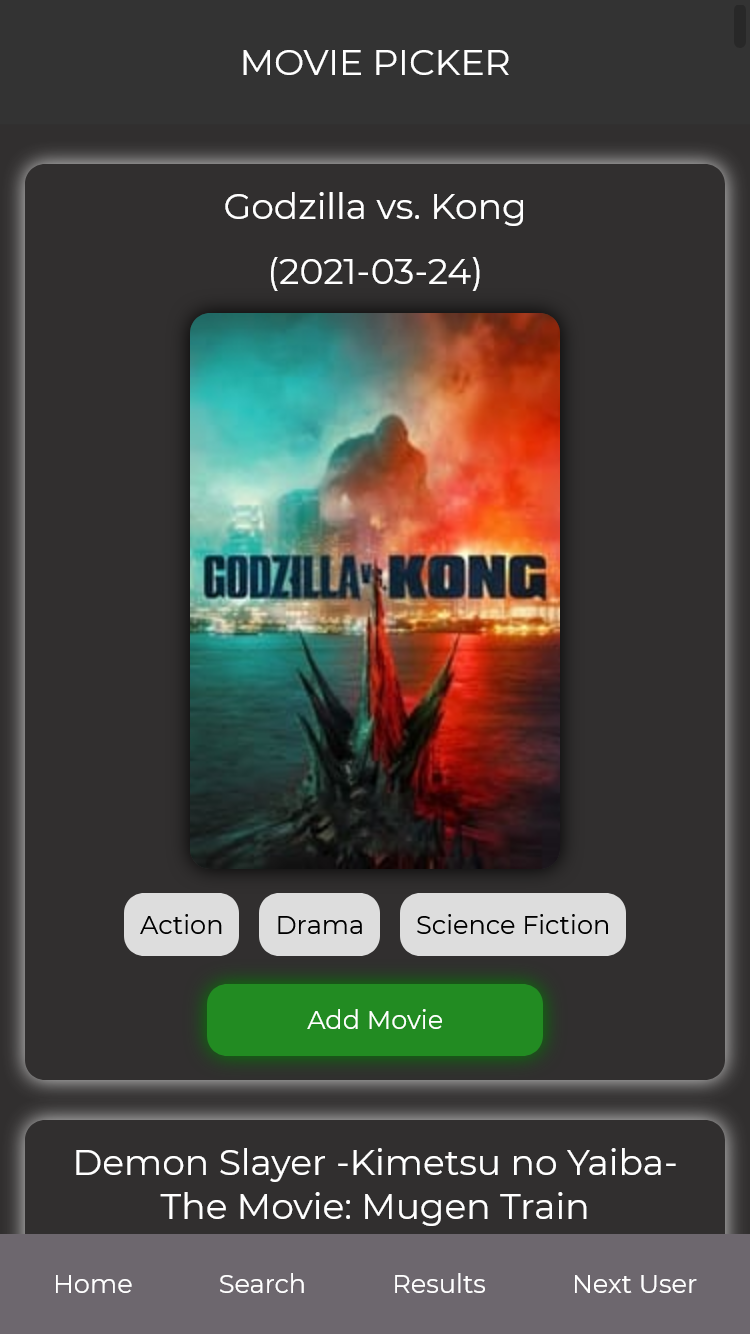 MOVIE PICKER
Godzilla vs. Kong
(2021-03-24)
GODZILLA vs. KONG
Action Drama Science Fiction
Add Movie
Demon Slayer -Kimetsu no Yaiba-
The Movie: Mugen Train
Home Search Results Next User